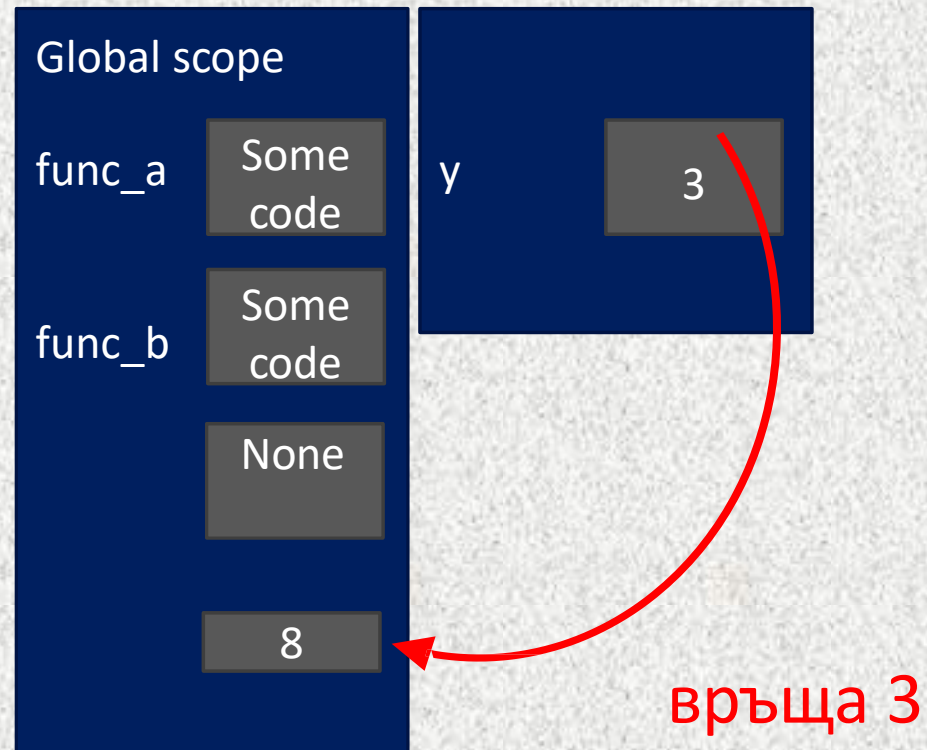 Global scope
func_a
Some
code
y
3
func_b
Some
code
None
8
връща 3